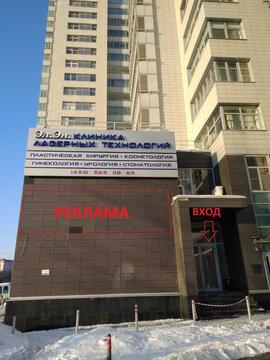 Эл.Эн. КЛИНИКА
ЛАЗЕРНЫХ ТЕХНОЛОГИЙ
ПЛАСТИЧЕСКАЯ ХИРУРГИЯ • КОСМЕТОЛОГИЯ
ГИНЕКОЛОГИЯ • УРОЛОГИЯ • СТОМАТОЛОГИЯ
(495) 565 38 65
РЕКЛАМА
ВХОД